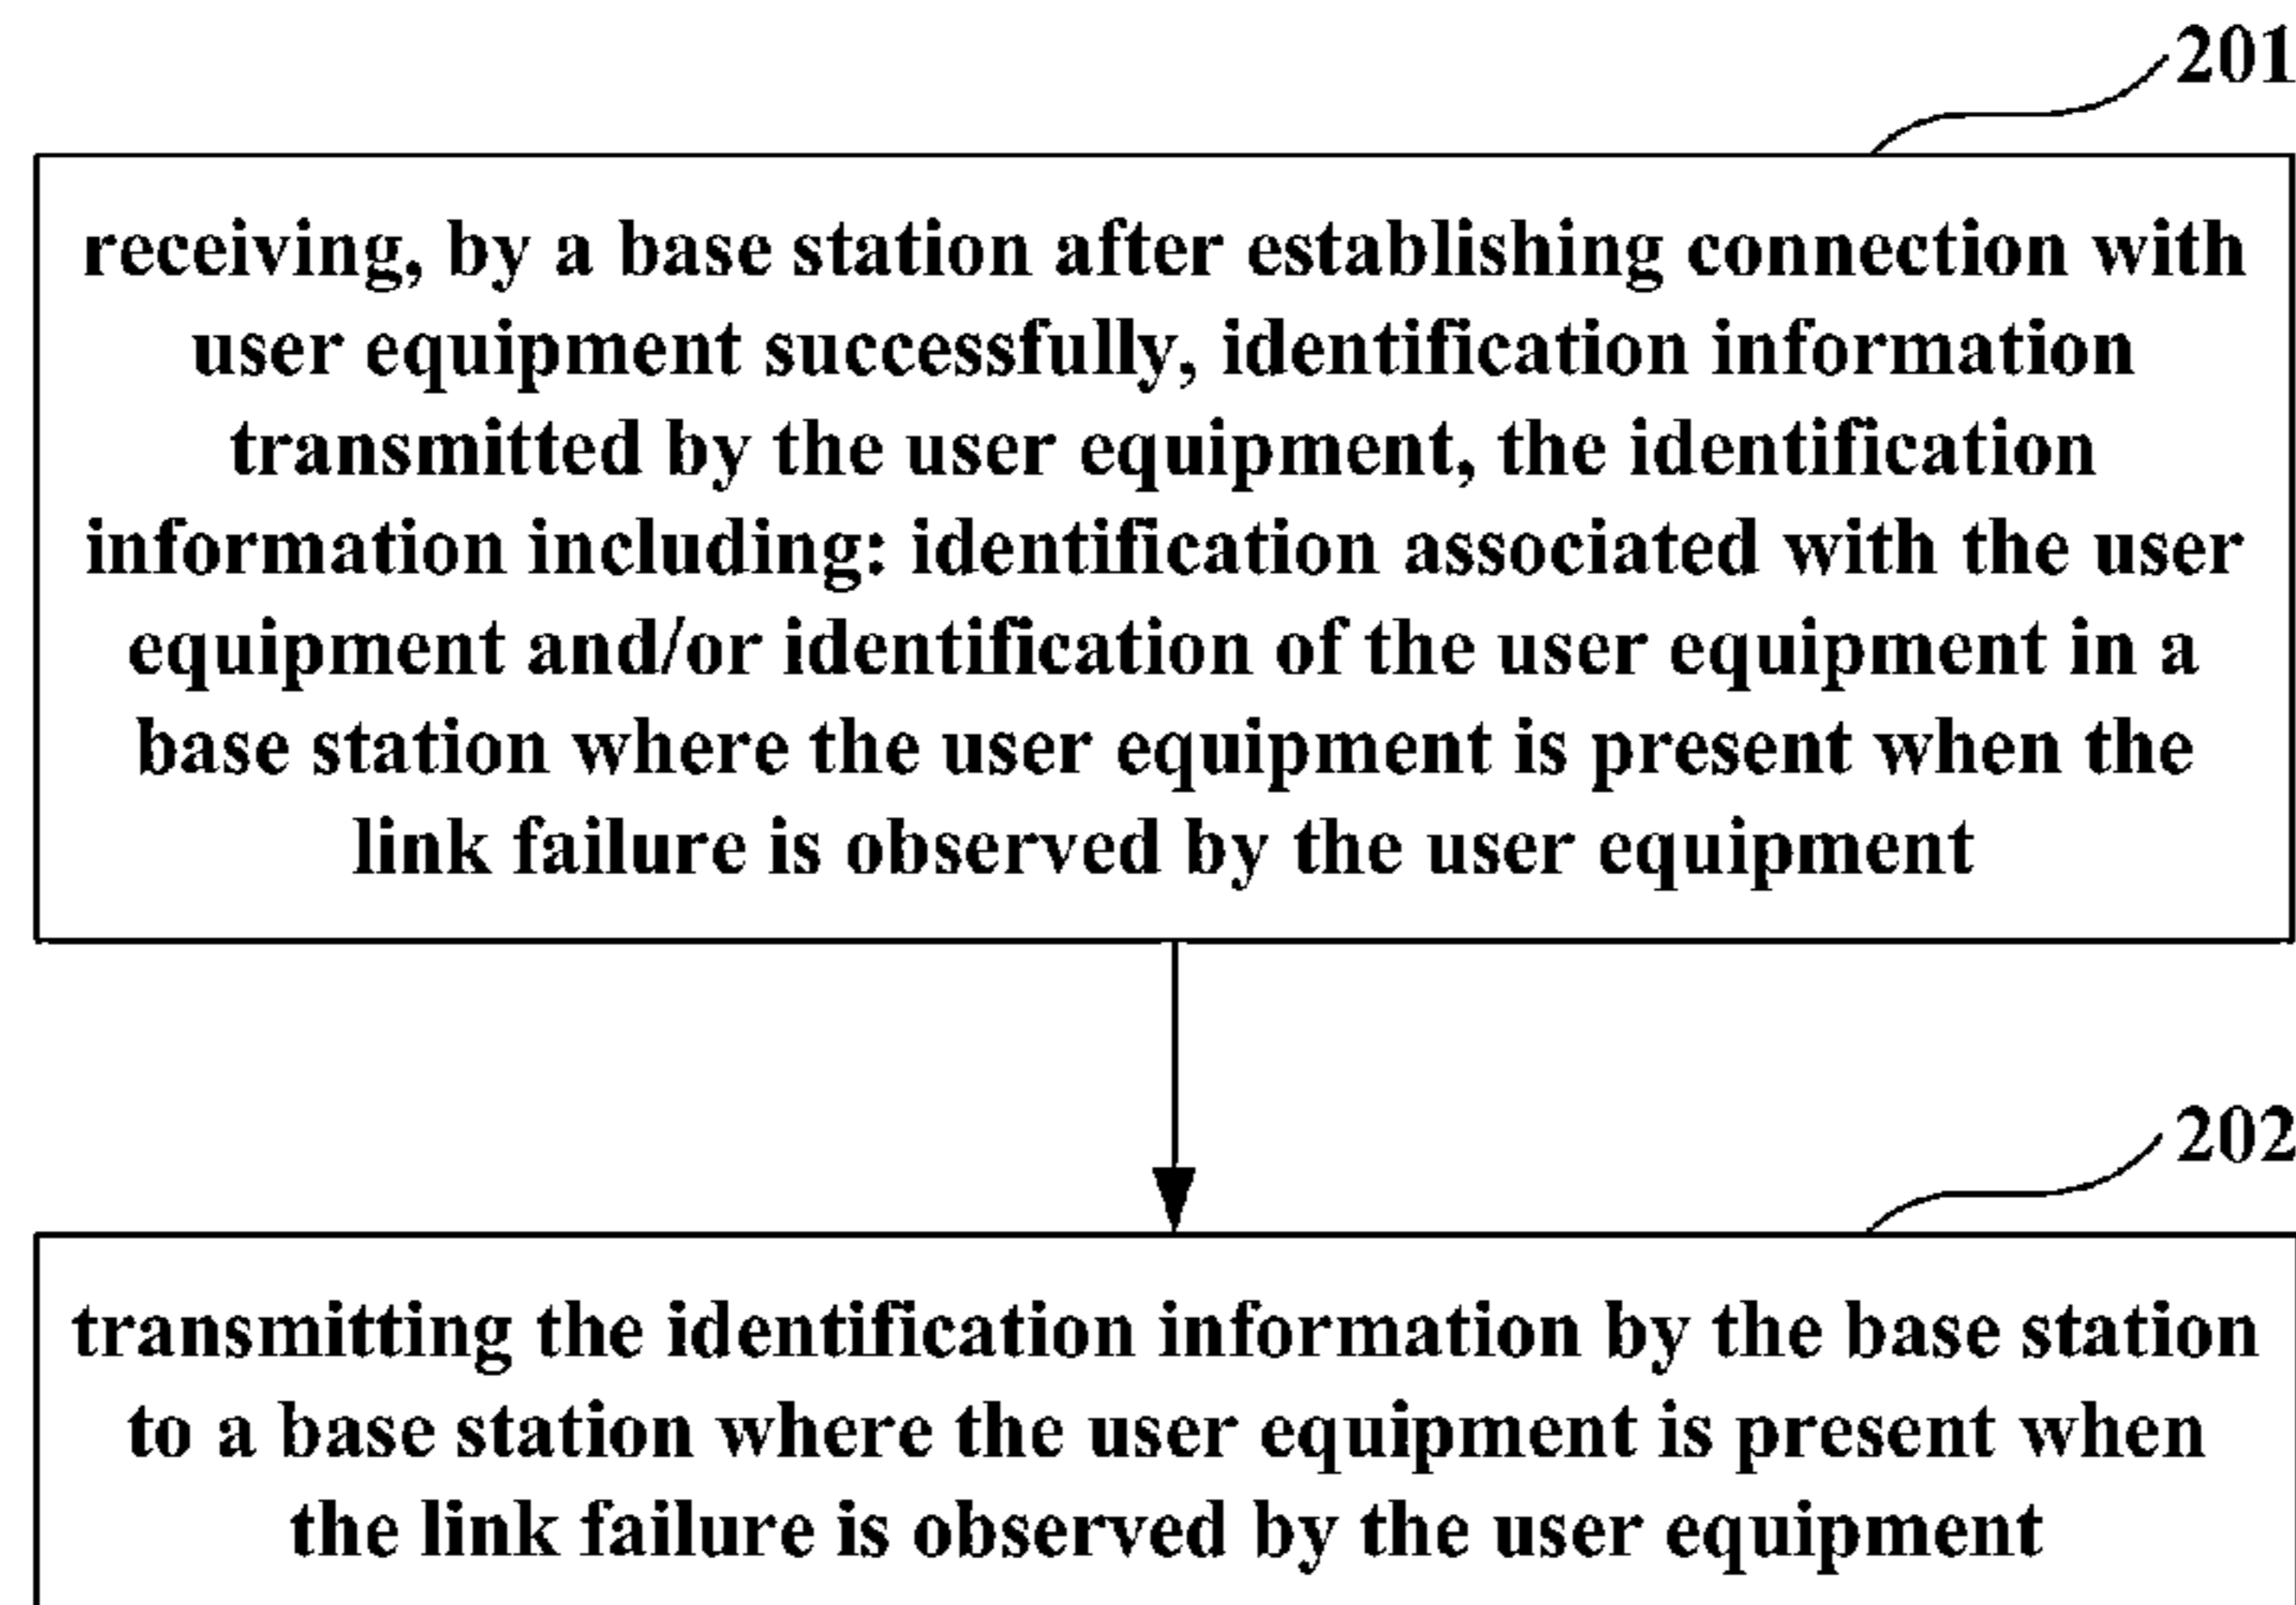 201
receiving, by a base station after establishing connection with
user equipment successfully, identification information
transmitted by the user equipment, the identification
information including: identification associated with the user
equipment and/or identification of the user equipment in a
base station where the user equipment is present when the
link failure is observed by the user equipment
202
transmitting the identification information by the base station
to a base station where the user equipment is present when
the link failure is observed by the user equipment